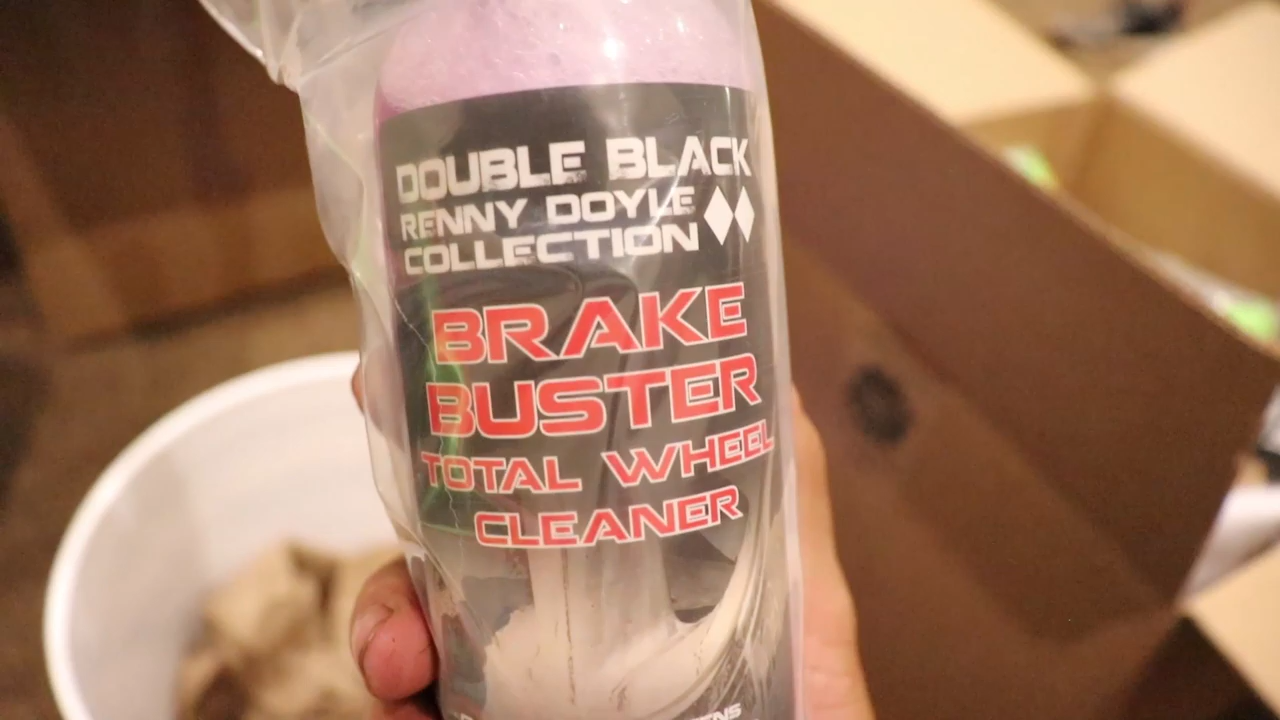 DOUBLE BLACK
RENNY DOYLE
COLLECTION
BRAKE
BUSTER
TOTAL WHEEL
CLEANER